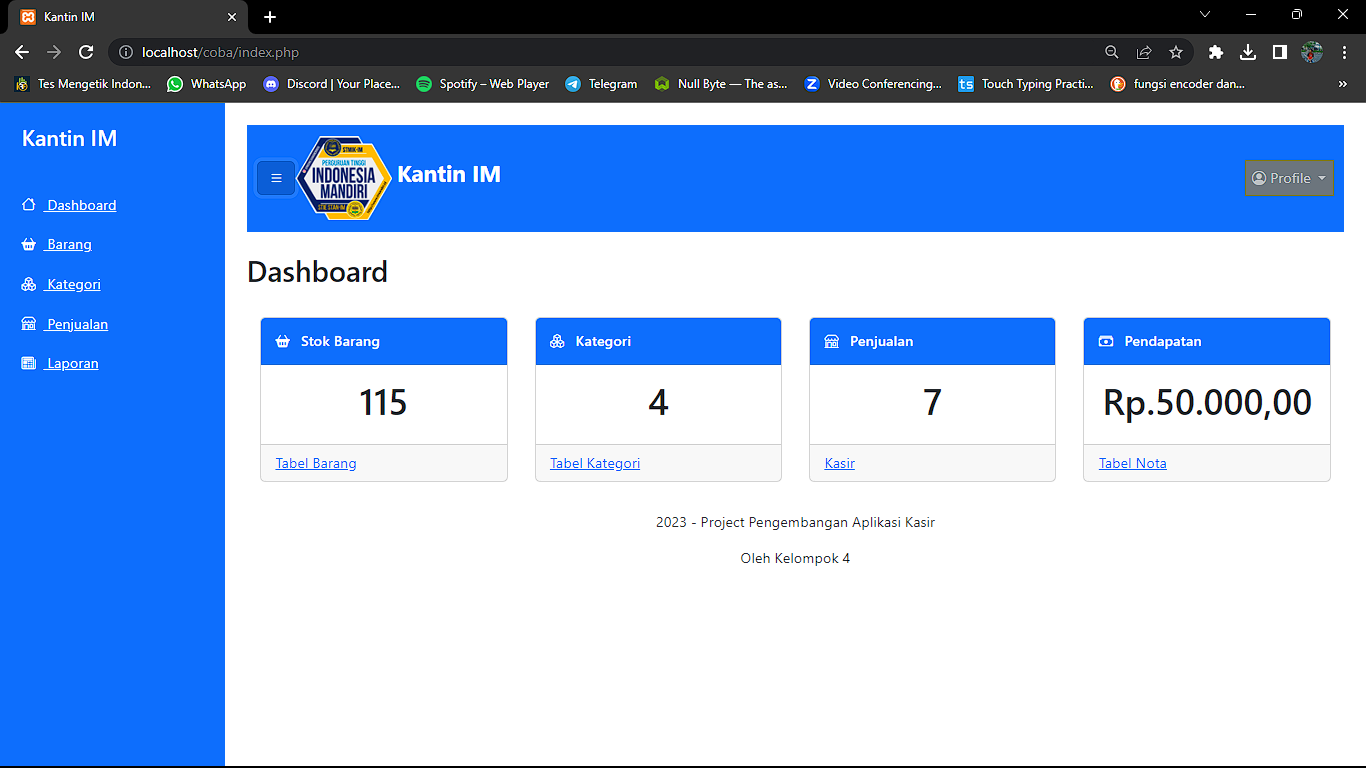 Kantin IM
localhost/coba/index.php
Tes Mengetik Indon... WhatsApp Discord | Your Place... Spotify – Web Player Telegram Null Byte — The as... Video Conferencing... ts Touch Typing Practi... fungsi encoder dan... »
Kantin IM
Dashboard
Barang
Kategori
Penjualan
Laporan
STMIK-IM
PERGURUAN TINGGI
INDONESIA
MANDIRI
STIE STAN-IM
Kantin IM
Profile
Dashboard
Stok Barang
115
Tabel Barang
Kategori
4
Tabel Kategori
Penjualan
7
Kasir
Pendapatan
Rp.50.000,00
Tabel Nota
2023 - Project Pengembangan Aplikasi Kasir
Oleh Kelompok 4